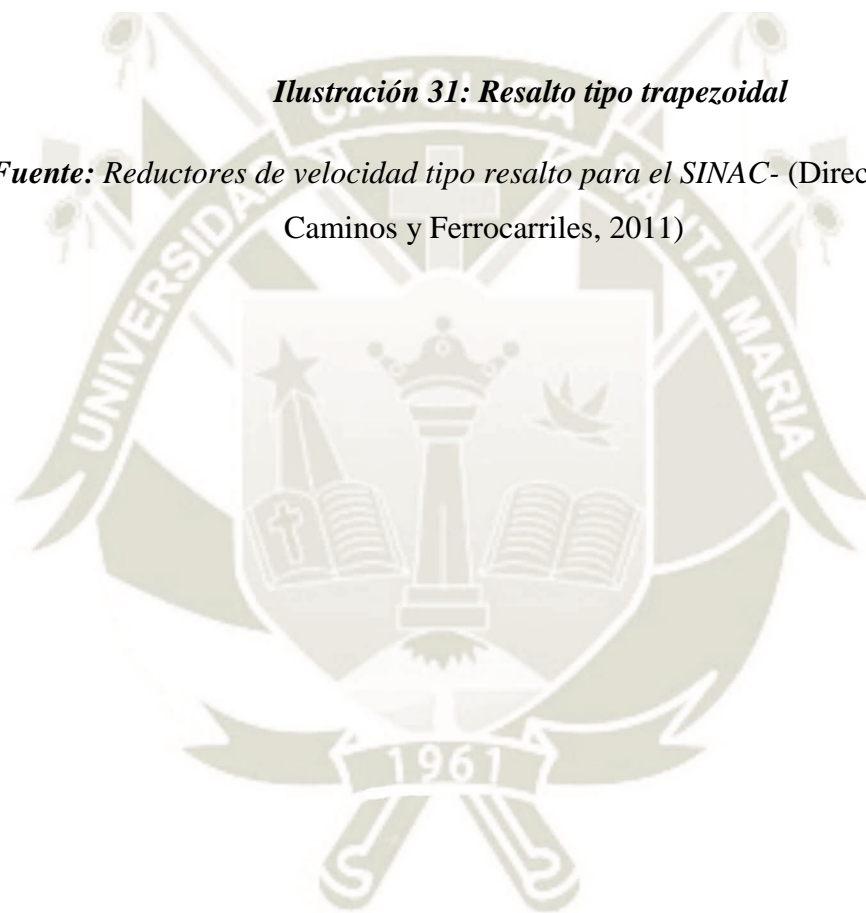 Ilustración 31: Resalto tipo trapezoidal
Fuente: Reductores de velocidad tipo resalto para el SINAC- (Direc
Caminos y Ferrocarriles, 2011)
UNIVERSIDAD CATOLICA SANTA MARIA
1961